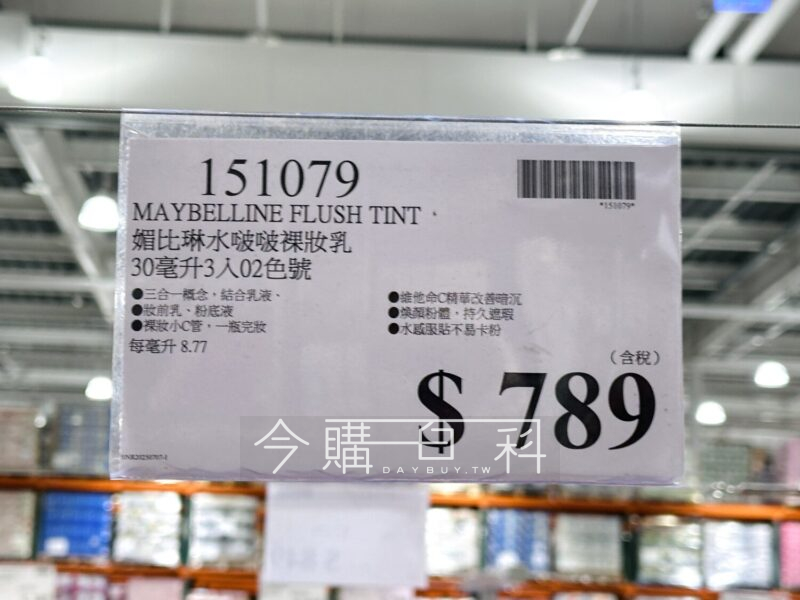 151079
*151079*
MAYBELLINE FLUSH TINT
媚比琳水啵啵裸妝乳
30毫升3入02色號
●三合一概念，結合乳液、
●妝前乳、粉底液
●裸妝小C管，一瓶完妝
每毫升 8.77
●維他命C精華改善暗沉
●煥顏粉體，持久遮瑕
●水感服貼不易卡粉
（含稅）
$ 789
今購百科
DAYBUY.TW